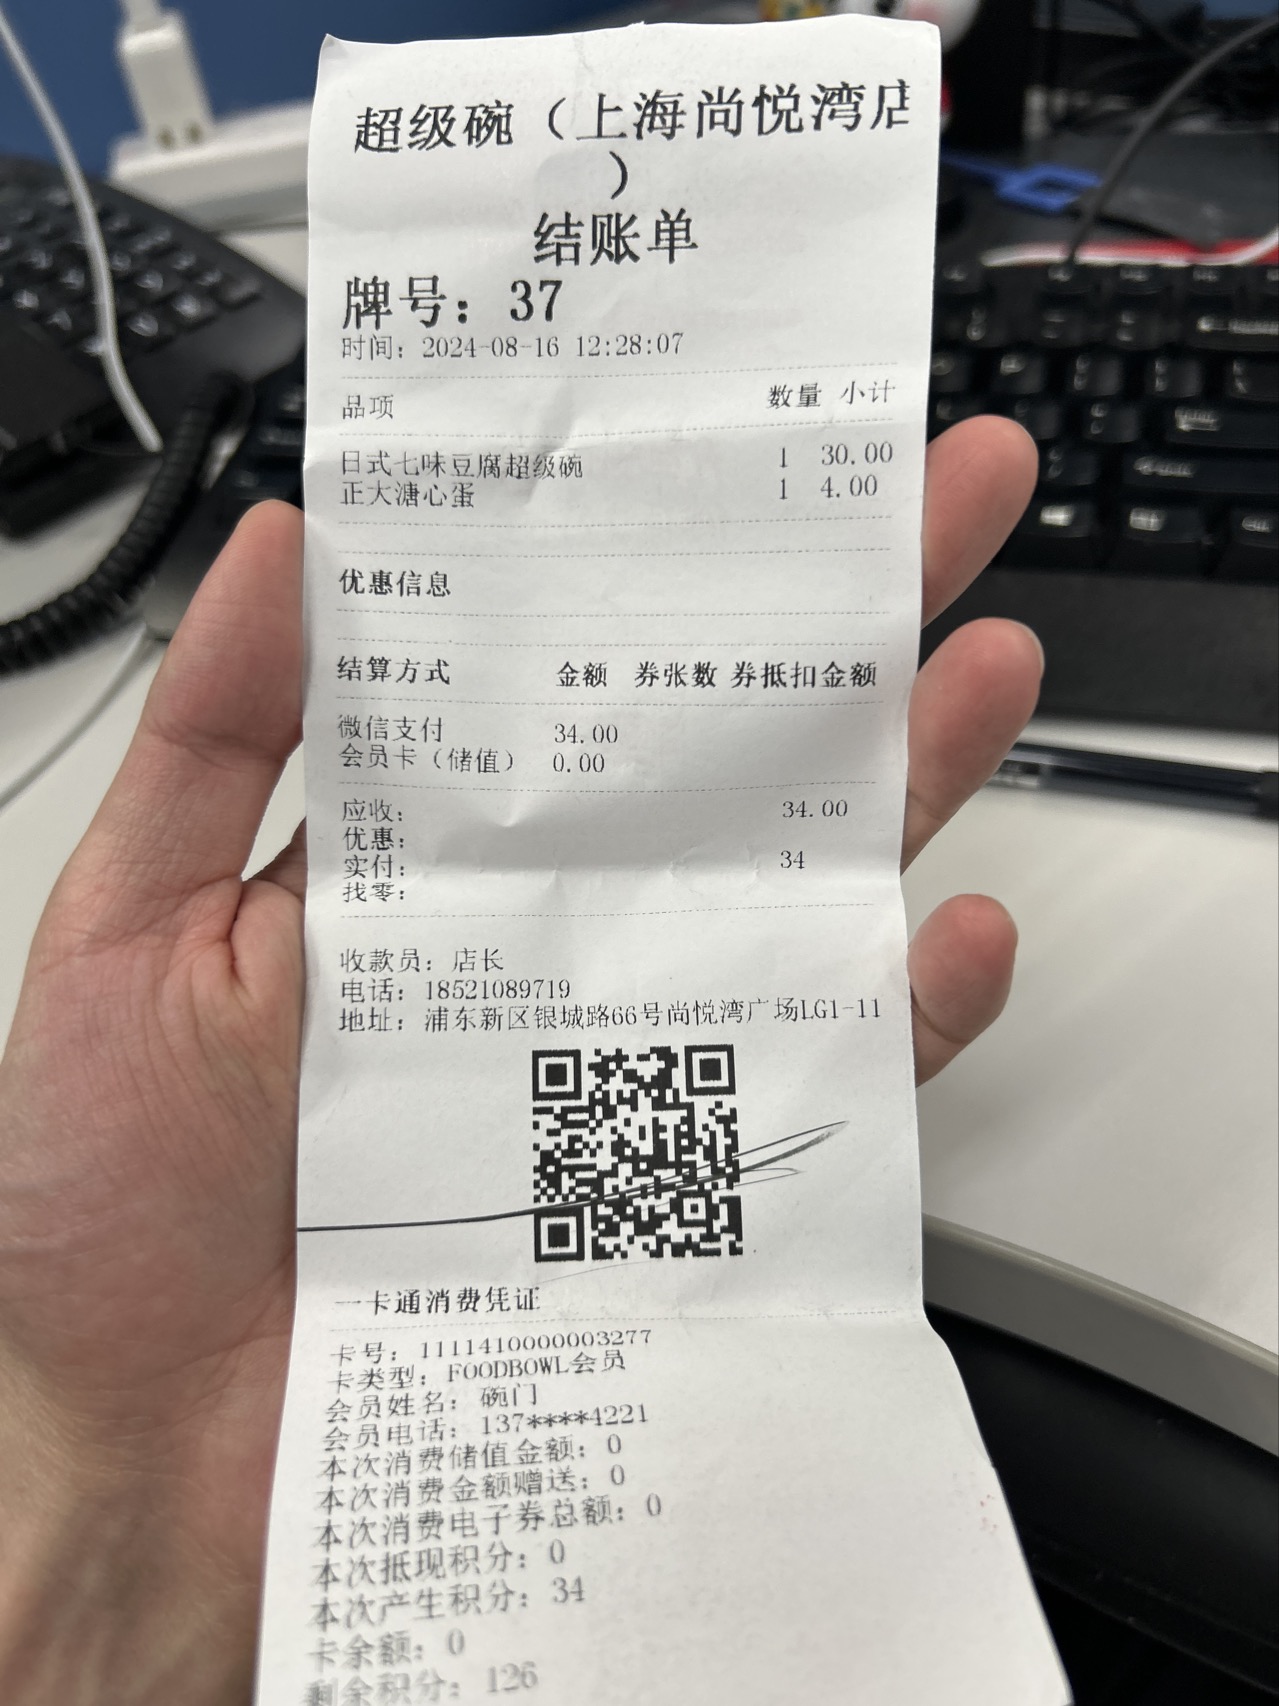 超级碗（上海尚悦湾店
）
结账单
牌号：37
时间：2024-08-16 12:28:07
品项 数量 小计
日式七味豆腐超级碗 1 30.00
正大溏心蛋 1 4.00
优惠信息
结算方式 金额 券张数 券抵扣金额
微信支付 34.00
会员卡（储值） 0.00
应收： 34.00
优惠：
实付： 34
找零：
收款员：店长
电话：18521089719
地址：浦东新区银城路66号尚悦湾广场LG1-11
一卡通消费凭证
卡号：1111410000003277
卡类型：FOODBOWL会员
会员姓名：碗门
会员电话：137****4221
本次消费储值金额：0
本次消费金额赠送：0
本次消费电子券总额：0
本次抵现积分：0
本次产生积分：34
卡余额：0
剩余积分：126